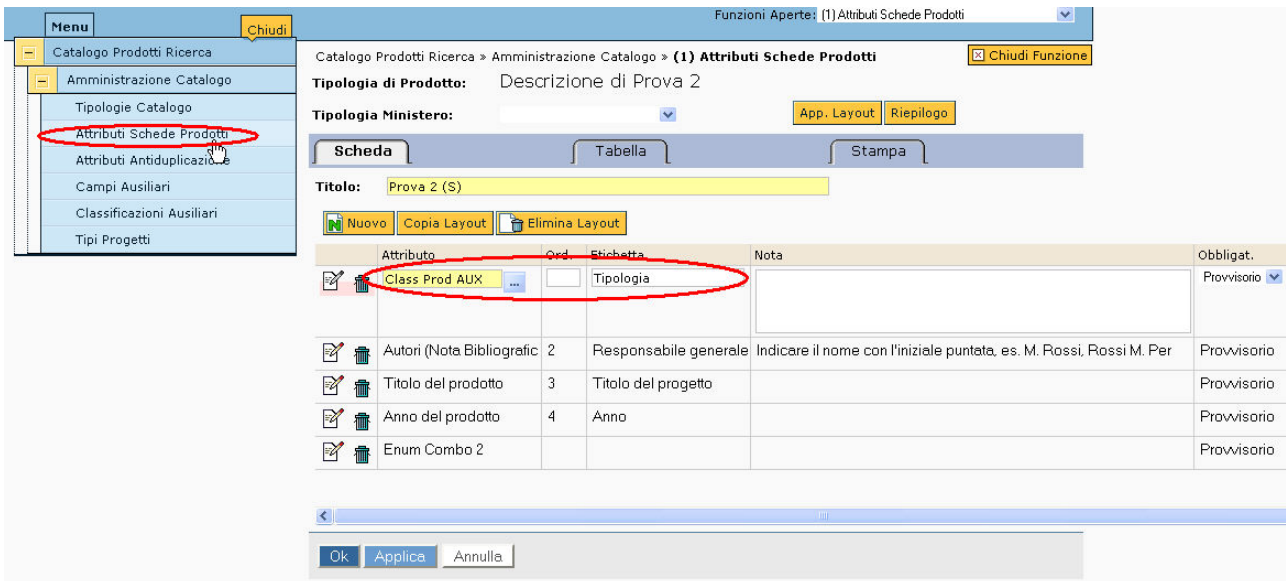 Funzioni Aperte: (1) Attributi Schede Prodotti
Menu
Chiudi
Catalogo Prodotti Ricerca
Amministrazione Catalogo
Tipologie Catalogo
Attributi Schede Prodotti
Attributi Antiduplicazione
Campi Ausiliari
Classificazioni Ausiliari
Tipi Progetti
Catalogo Prodotti Ricerca » Amministrazione Catalogo » (1) Attributi Schede Prodotti
Chiudi Funzione
Tipologia di Prodotto: Descrizione di Prova 2
Tipologia Ministero:
App. Layout Riepilogo
Scheda Tabella Stampa
Titolo: Prova 2 (S)
Nuovo Copia Layout Elimina Layout
Attributo Ord. Etichetta Nota Obbligat.
Class Prod AUX ... Tipologia Provvisorio
Autori (Nota Bibliografic 2 Responsabile generale Indicare il nome con l'iniziale puntata, es. M. Rossi, Rossi M. Per Provvisorio
Titolo del prodotto 3 Titolo del progetto Provvisorio
Anno del prodotto 4 Anno Provvisorio
Enum Combo 2 Provvisorio
Ok Applica Annulla